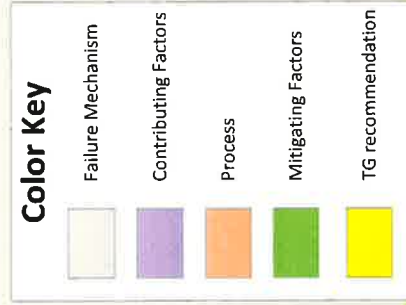 Color Key
Failure Mechanism
Contributing Factors
Process
Mitigating Factors
TG recommendation